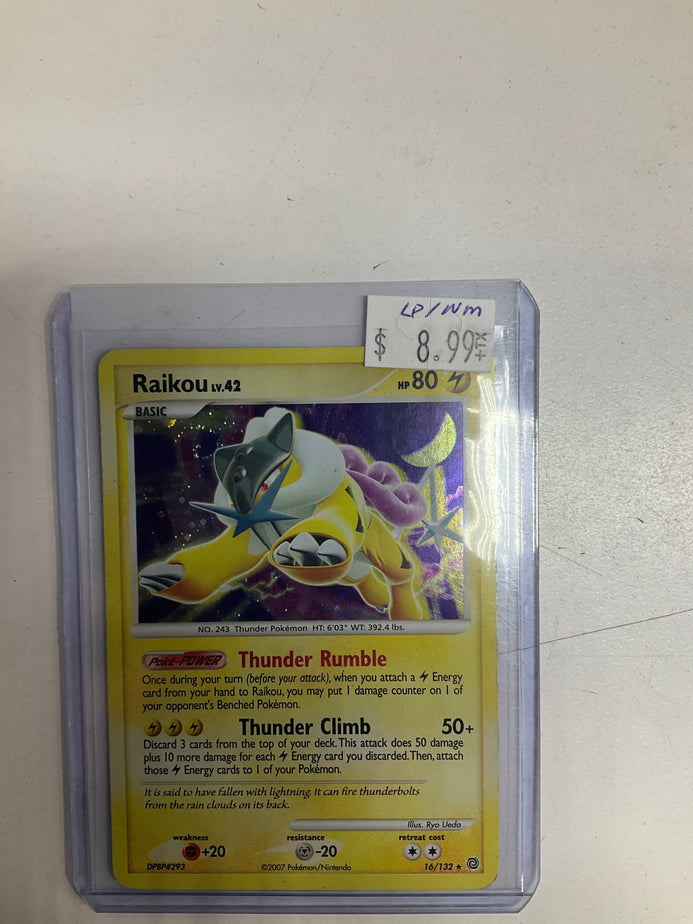 LP/NM
$ 8.99+TX
Raikou LV.42
HP 80
BASIC
NO. 243 Thunder Pokémon HT: 6'03" WT: 392.4 lbs.
Poké-POWER Thunder Rumble
Once during your turn (before your attack), when you attach a Energy
card from your hand to Raikou, you may put 1 damage counter on 1 of
your opponent's Benched Pokémon.
Thunder Climb 50+
Discard 3 cards from the top of your deck. This attack does 50 damage
plus 10 more damage for each Energy card you discarded. Then, attach
those Energy cards to 1 of your Pokémon.
It is said to have fallen with lightning. It can fire thunderbolts
from the rain clouds on its back.
Illus. Ryo Ueda
weakness resistance retreat cost
+20 -20
DPBP#293 ©2007 Pokémon/Nintendo 16/132 ★